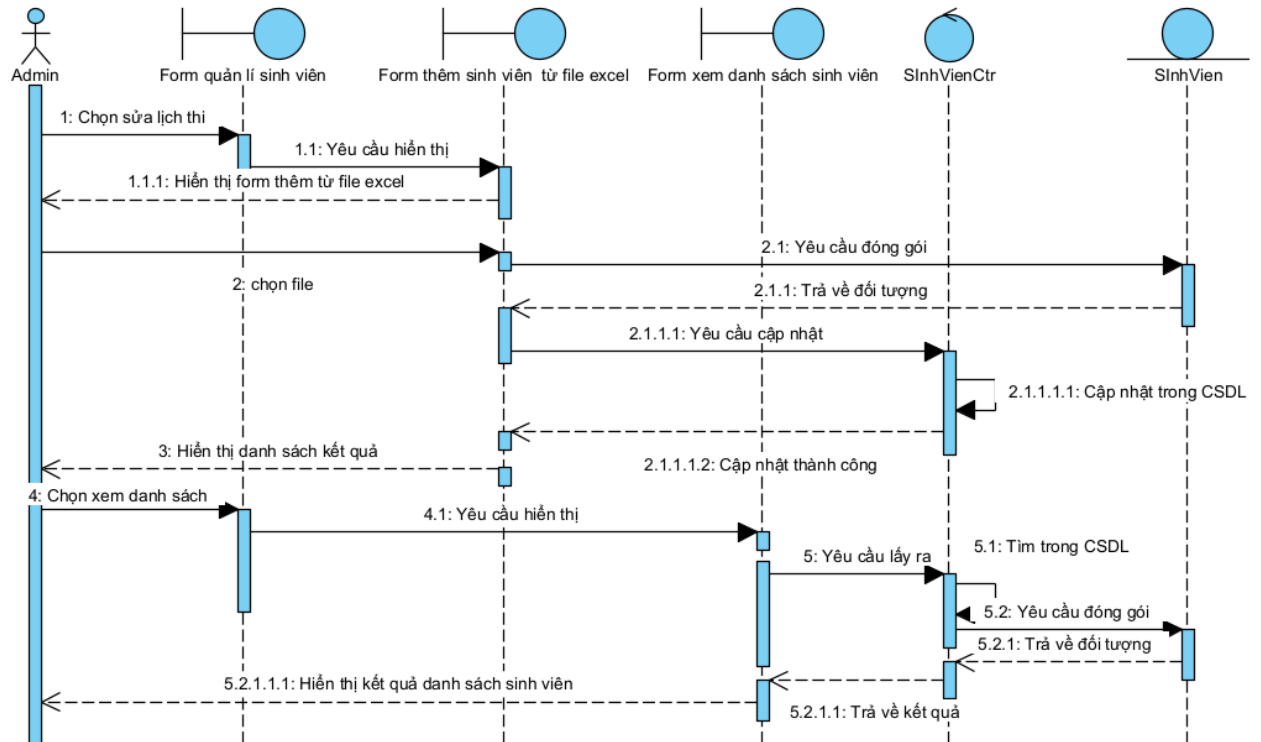 Admin
Form quản lí sinh viên
Form thêm sinh viên từ file excel
Form xem danh sách sinh viên
SInhVienCtr
SInhVien
1: Chọn sửa lịch thi
1.1: Yêu cầu hiển thị
1.1.1: Hiển thị form thêm từ file excel
2.1: Yêu cầu đóng gói
2: chọn file
2.1.1: Trả về đối tượng
2.1.1.1: Yêu cầu cập nhật
2.1.1.1.1: Cập nhật trong CSDL
3: Hiển thị danh sách kết quả
2.1.1.1.2: Cập nhật thành công
4: Chọn xem danh sách
4.1: Yêu cầu hiển thị
5.1: Tìm trong CSDL
5: Yêu cầu lấy ra
5.2: Yêu cầu đóng gói
5.2.1: Trả về đối tượng
5.2.1.1.1: Hiển thị kết quả danh sách sinh viên
5.2.1.1: Trả về kết quả